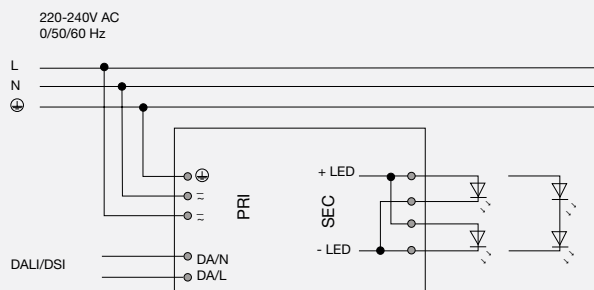 220-240V AC
0/50/60 Hz
L
N
+ LED
PRI
SEC
- LED
DALI/DSI
DA/N
DA/L